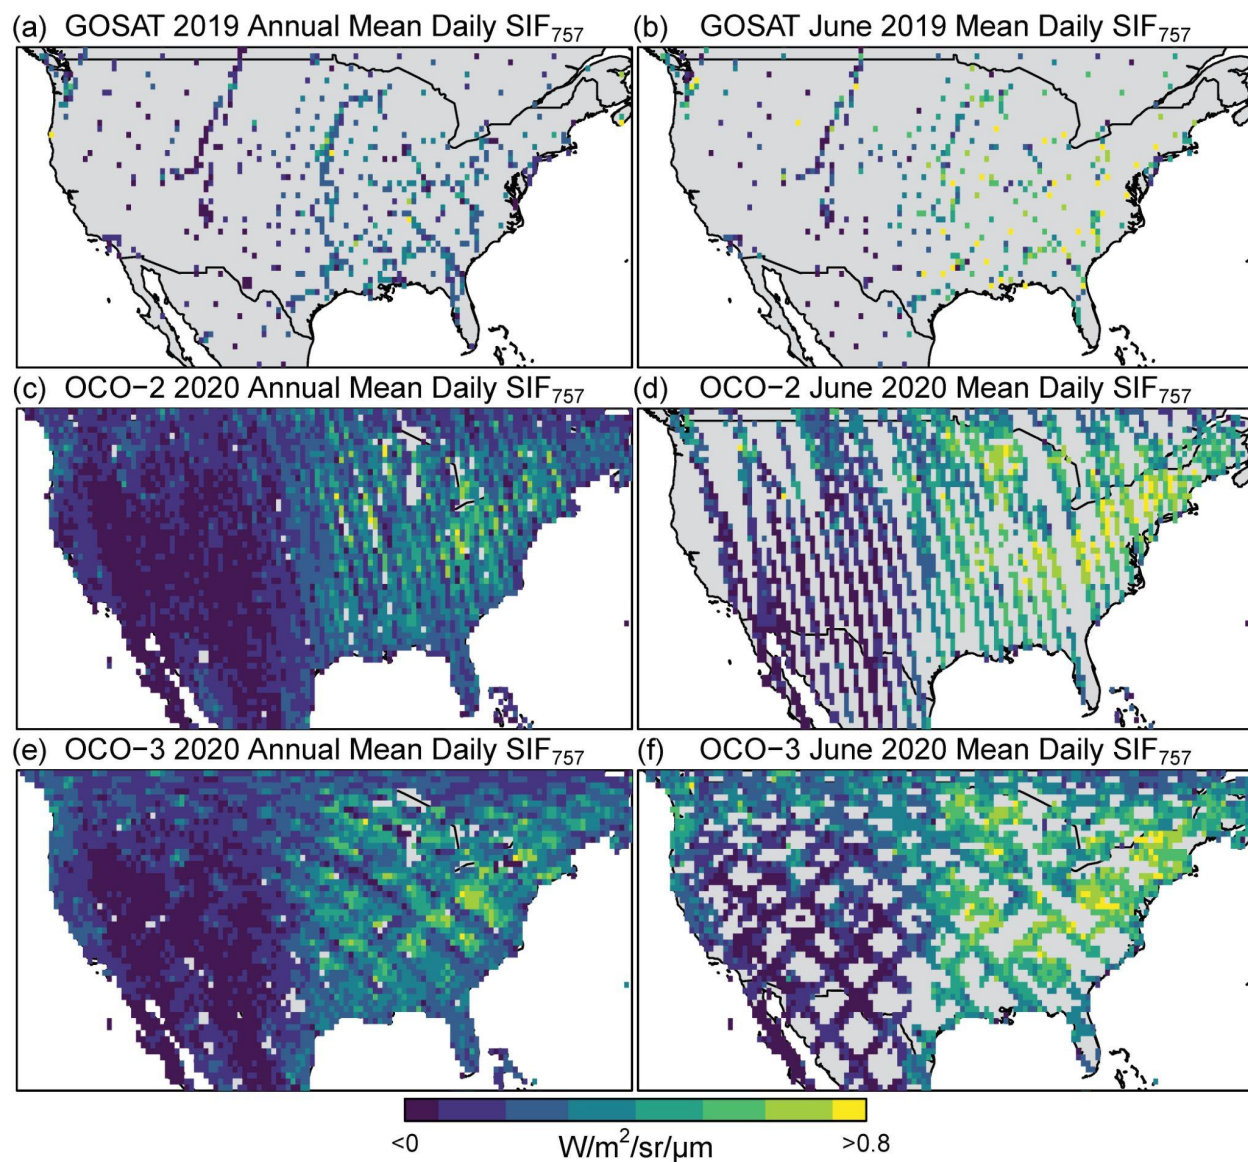 (a) GOSAT 2019 Annual Mean Daily SIF₇₅₇
(b) GOSAT June 2019 Mean Daily SIF₇₅₇
(c) OCO−2 2020 Annual Mean Daily SIF₇₅₇
(d) OCO−2 June 2020 Mean Daily SIF₇₅₇
(e) OCO−3 2020 Annual Mean Daily SIF₇₅₇
(f) OCO−3 June 2020 Mean Daily SIF₇₅₇
<0 W/m²/sr/μm >0.8